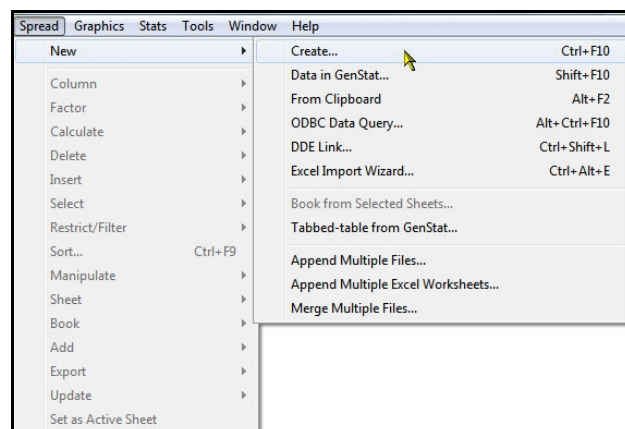 Spread Graphics Stats Tools Window Help
New
Column
Factor
Calculate
Delete
Insert
Select
Restrict/Filter
Sort... Ctrl+F9
Manipulate
Sheet
Book
Add
Export
Update
Set as Active Sheet
Create... Ctrl+F10
Data in GenStat... Shift+F10
From Clipboard Alt+F2
ODBC Data Query... Alt+Ctrl+F10
DDE Link... Ctrl+Shift+L
Excel Import Wizard... Ctrl+Alt+E
Book from Selected Sheets...
Tabbed-table from GenStat...
Append Multiple Files...
Append Multiple Excel Worksheets...
Merge Multiple Files...